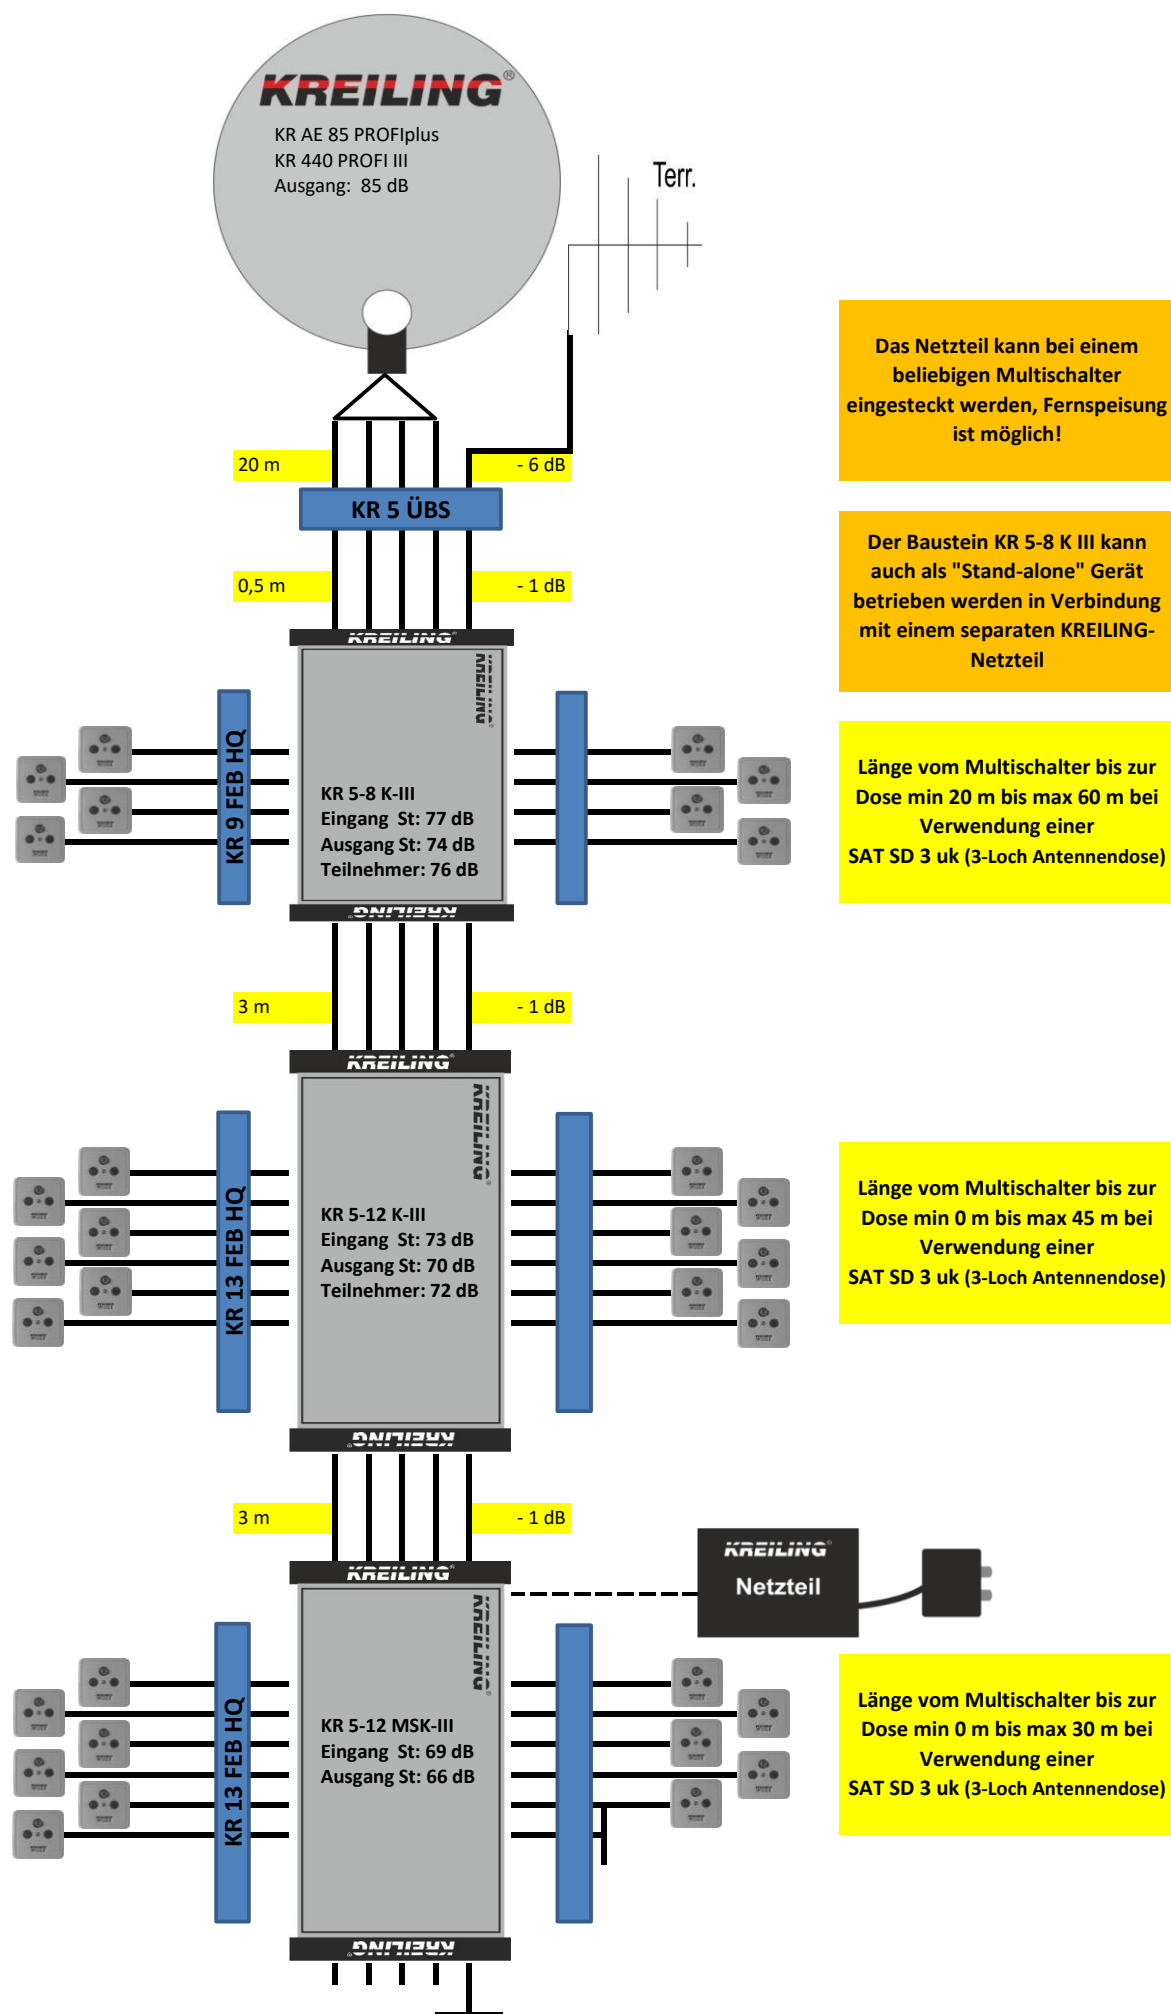 KREILING®
KR AE 85 PROFIplus
KR 440 PROFI III
Ausgang: 85 dB
Terr.
Das Netzteil kann bei einem
beliebigen Multischalter
eingesteckt werden, Fernspeisung
ist möglich!
20 m
- 6 dB
KR 5 ÜBS
Der Baustein KR 5-8 K III kann
auch als "Stand-alone" Gerät
betrieben werden in Verbindung
mit einem separaten KREILING-
Netzteil
0,5 m
- 1 dB
KREILING®
KREILING®
KR 9 FEB HQ
KR 5-8 K-III
Eingang St: 77 dB
Ausgang St: 74 dB
Teilnehmer: 76 dB
Länge vom Multischalter bis zur
Dose min 20 m bis max 60 m bei
Verwendung einer
SAT SD 3 uk (3-Loch Antennendose)
KREILING®
3 m
- 1 dB
KREILING®
KREILING®
KR 13 FEB HQ
KR 5-12 K-III
Eingang St: 73 dB
Ausgang St: 70 dB
Teilnehmer: 72 dB
Länge vom Multischalter bis zur
Dose min 0 m bis max 45 m bei
Verwendung einer
SAT SD 3 uk (3-Loch Antennendose)
KREILING®
3 m
- 1 dB
KREILING®
KREILING®
Netzteil
KREILING®
KR 13 FEB HQ
KR 5-12 MSK-III
Eingang St: 69 dB
Ausgang St: 66 dB
Länge vom Multischalter bis zur
Dose min 0 m bis max 30 m bei
Verwendung einer
SAT SD 3 uk (3-Loch Antennendose)
KREILING®